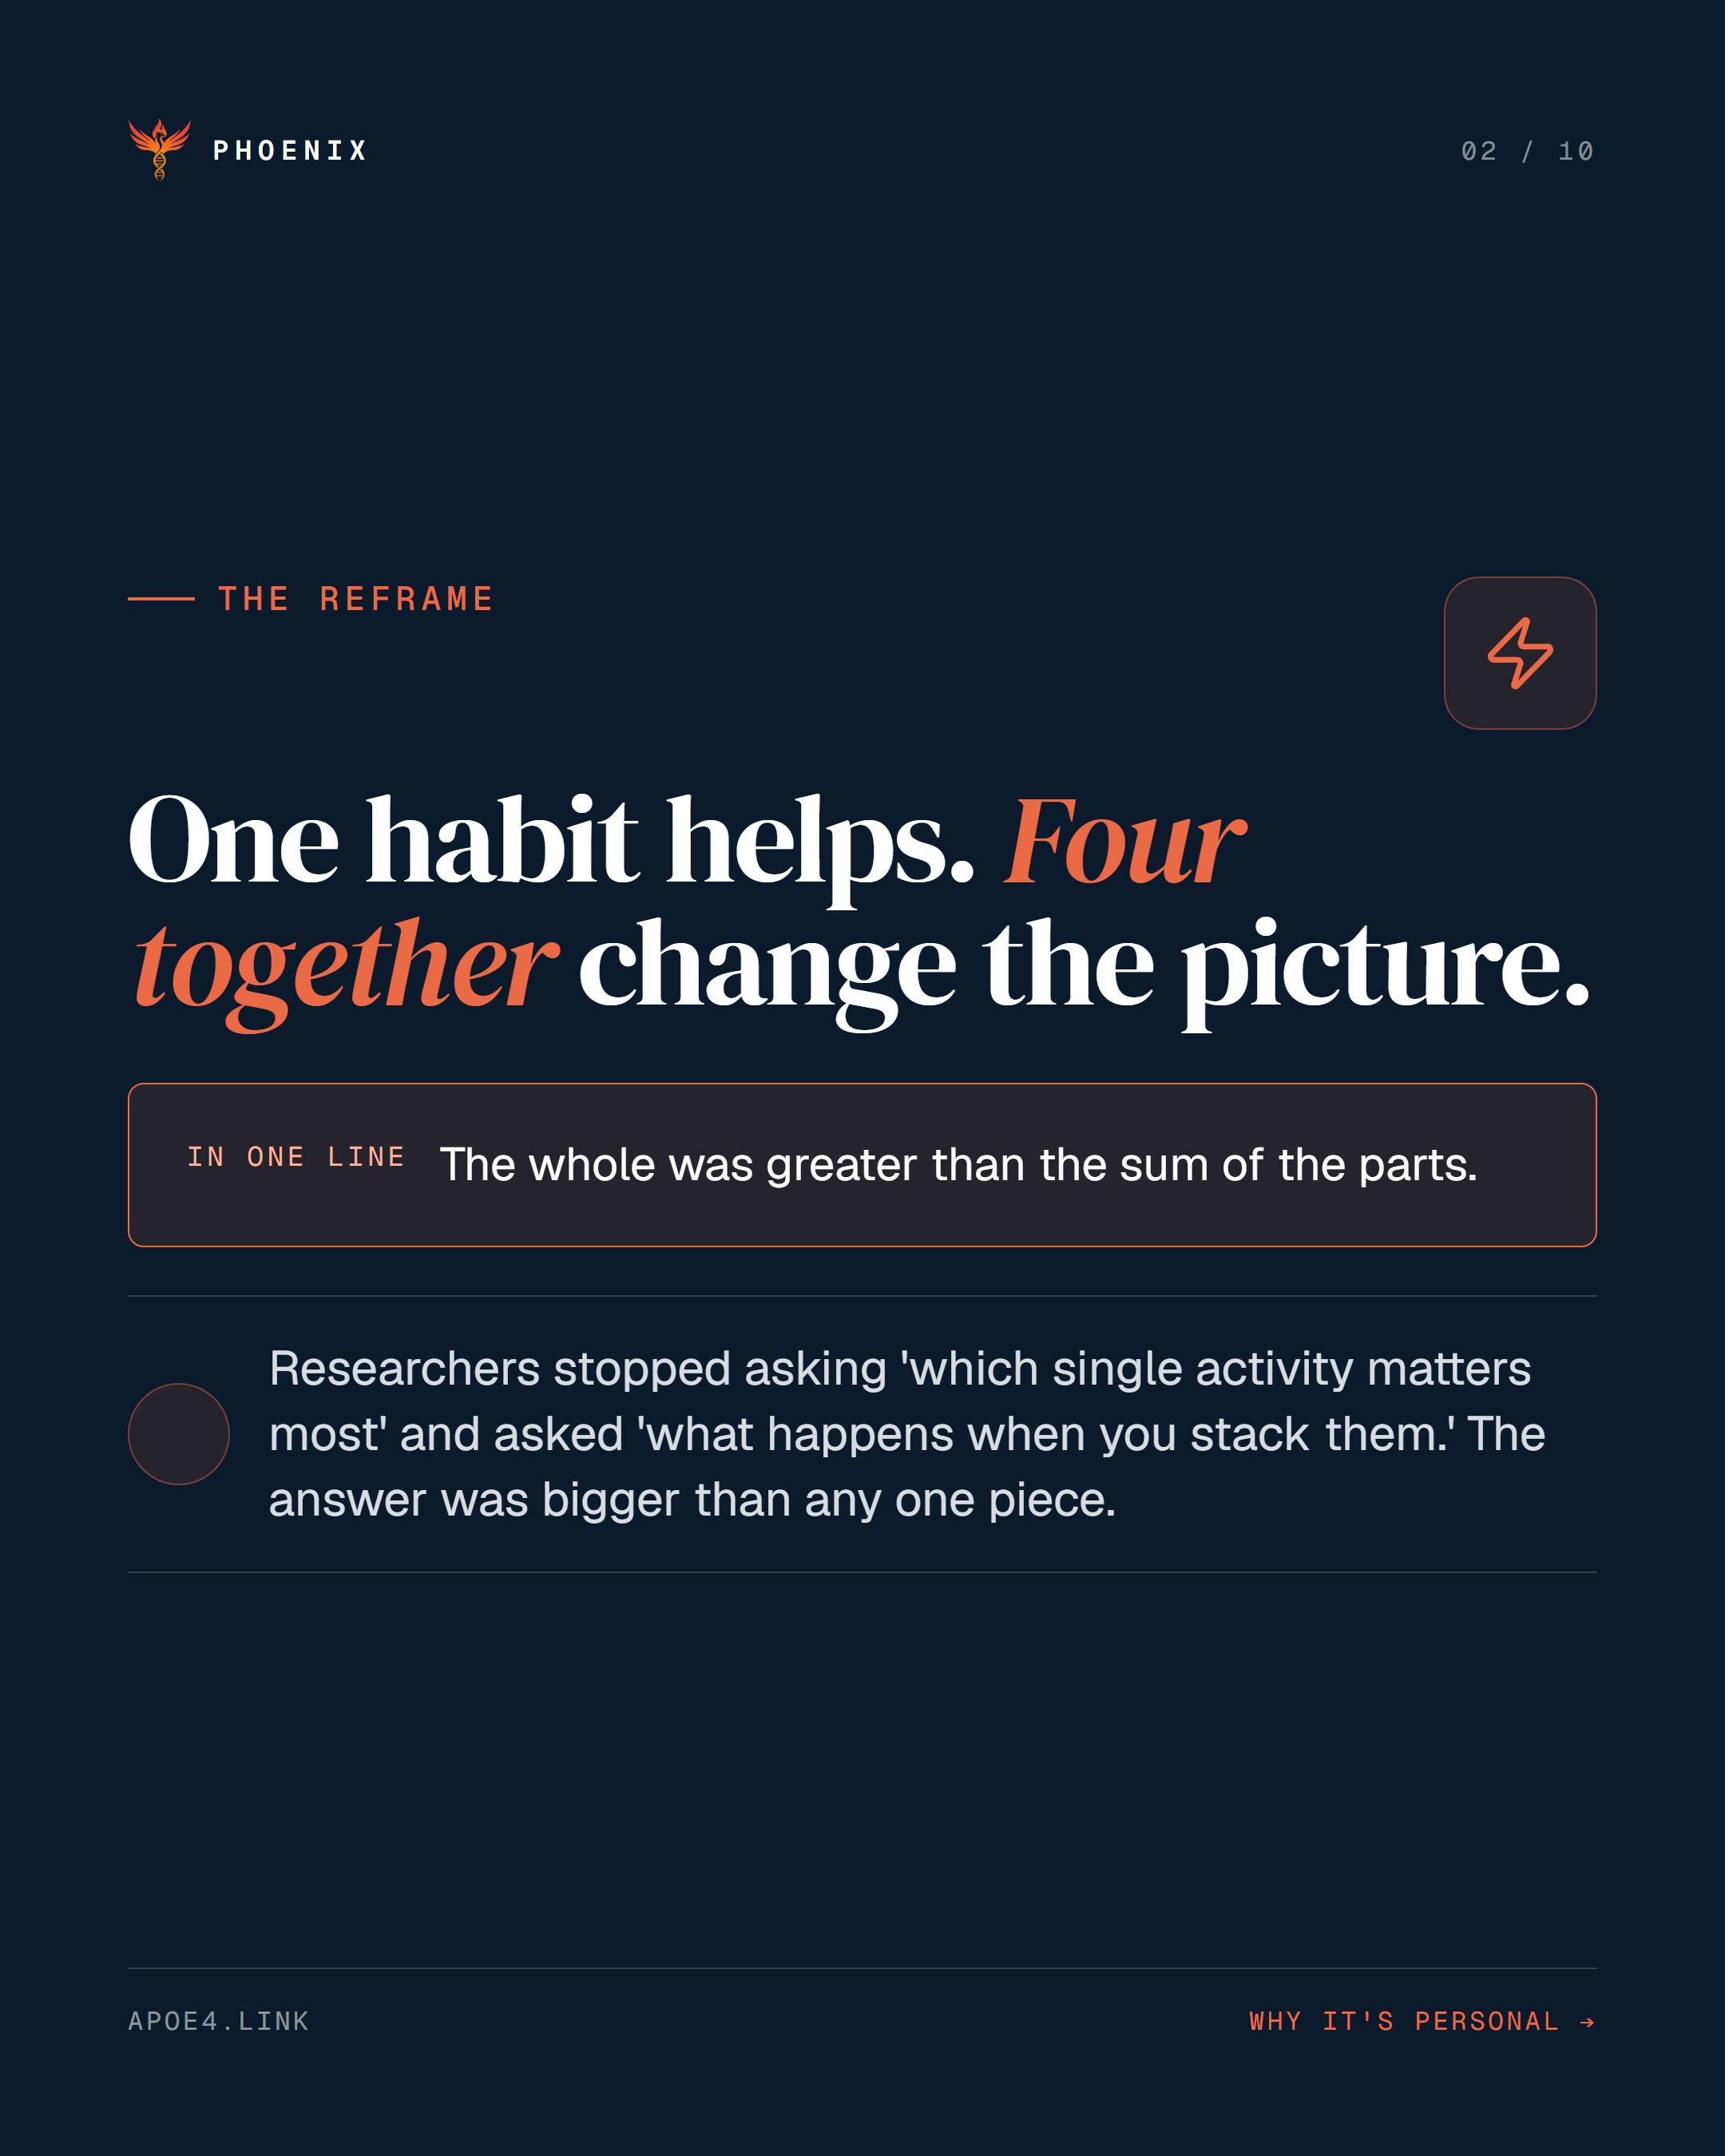 PHOENIX
02 / 10
THE REFRAME
One habit helps. Four
together change the picture.
IN ONE LINE The whole was greater than the sum of the parts.
Researchers stopped asking 'which single activity matters
most' and asked 'what happens when you stack them.' The
answer was bigger than any one piece.
APOE4.LINK
WHY IT'S PERSONAL →